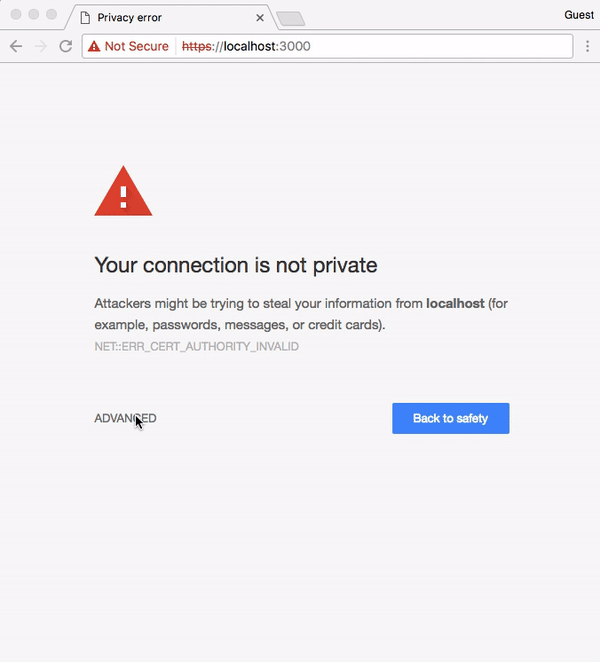 Privacy error
Guest
Not Secure https://localhost:3000
Your connection is not private
Attackers might be trying to steal your information from localhost (for
example, passwords, messages, or credit cards).
NET::ERR_CERT_AUTHORITY_INVALID
ADVANCED
Back to safety